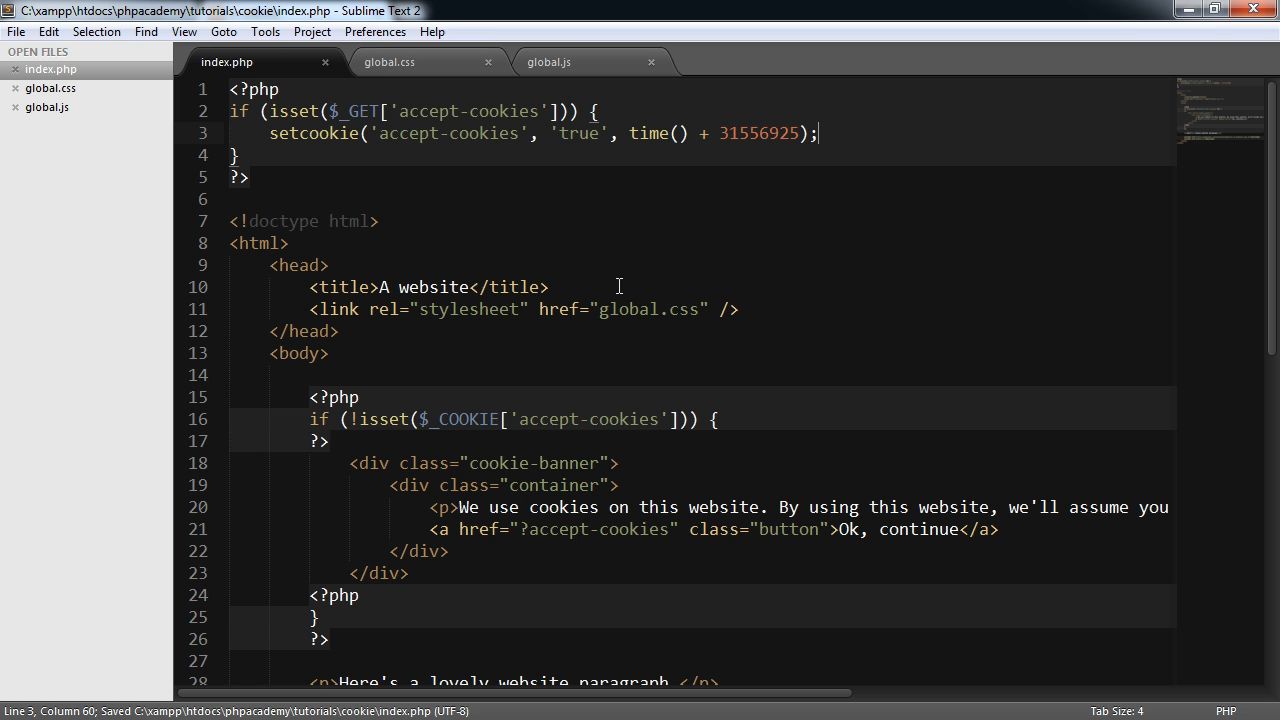 C:\xampp\htdocs\phpacademy\tutorials\cookie\index.php - Sublime Text 2
File Edit Selection Find View Goto Tools Project Preferences Help
OPEN FILES
index.php
global.css
global.js
index.php global.css global.js
1 <?php
2 if (isset($_GET['accept-cookies'])) {
3 setcookie('accept-cookies', 'true', time() + 31556925);
4 }
5 ?>
6
7 <!doctype html>
8 <html>
9 <head>
10 <title>A website</title>
11 <link rel="stylesheet" href="global.css" />
12 </head>
13 <body>
14
15 <?php
16 if (!isset($_COOKIE['accept-cookies'])) {
17 ?>
18 <div class="cookie-banner">
19 <div class="container">
20 <p>We use cookies on this website. By using this website, we'll assume you
21 <a href="?accept-cookies" class="button">Ok, continue</a>
22 </div>
23 </div>
24 <?php
25 }
26 ?>
27
28 <p>Here's a lovely website paragraph.</p>
Line 3, Column 60; Saved C:\xampp\htdocs\phpacademy\tutorials\cookie\index.php (UTF-8) Tab Size: 4 PHP